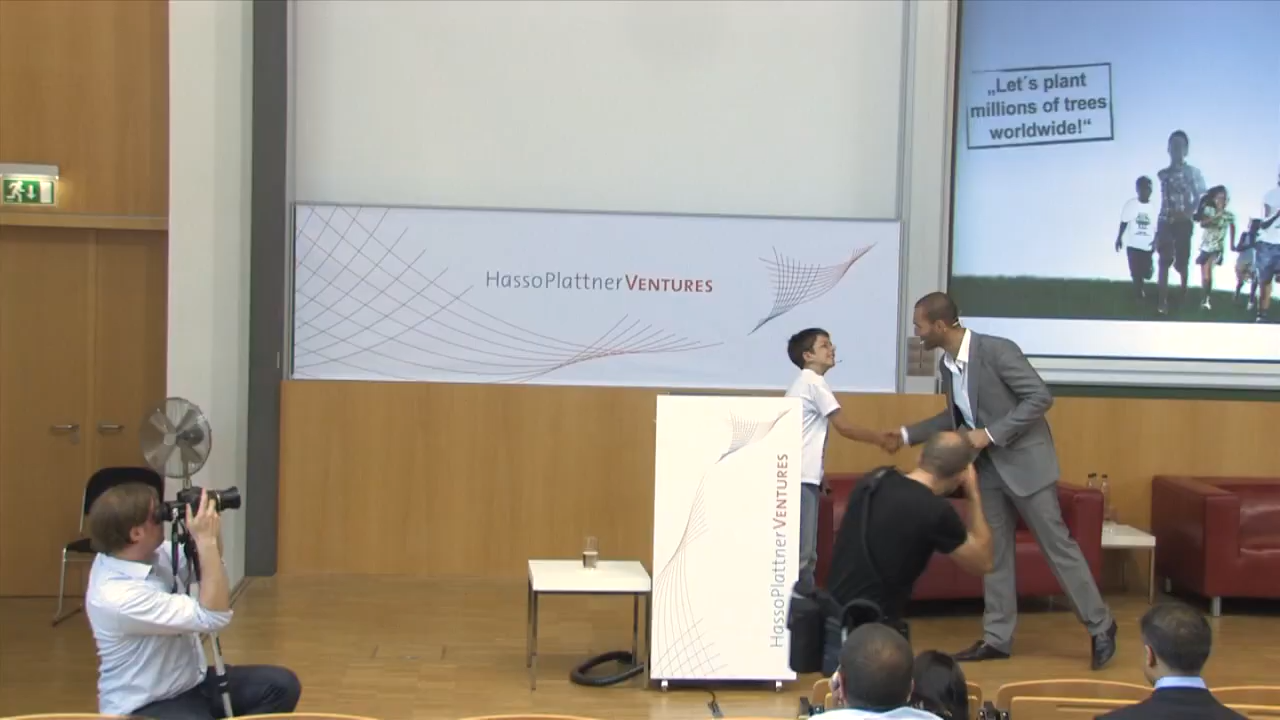 „Let´s plant
millions of trees
worldwide!“
HassoPlattnerVENTURES
HassoPlattnerVENTURES